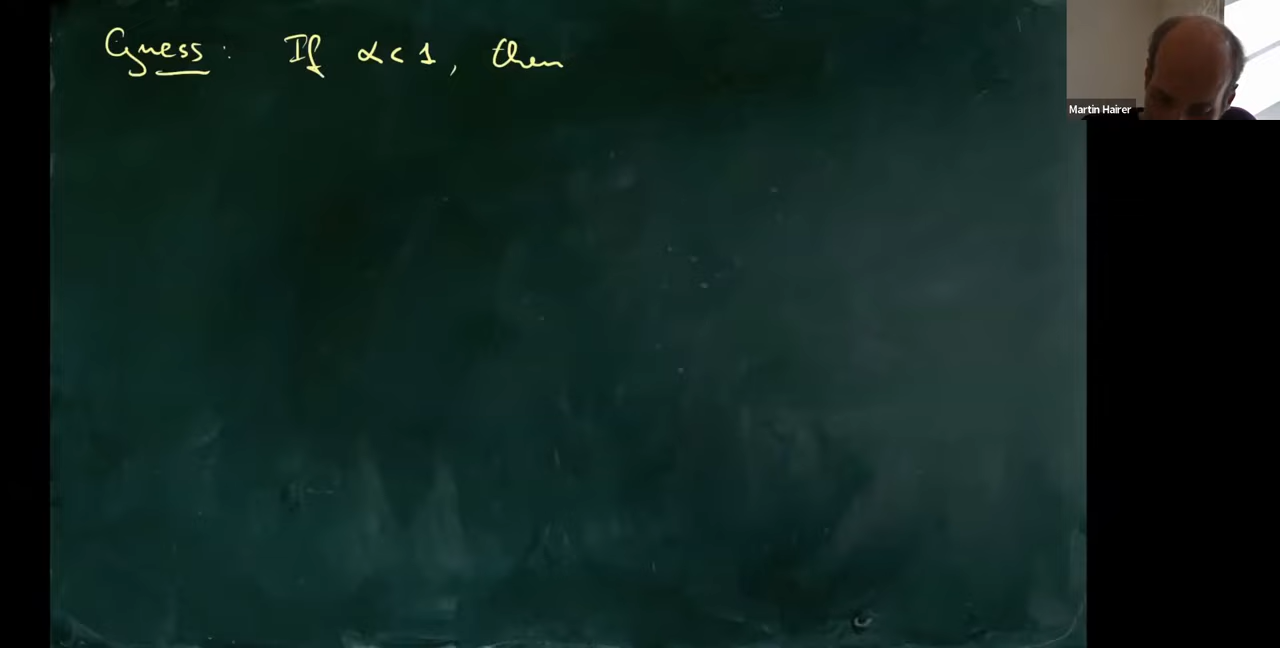 Guess: If α < 1, then
Martin Hairer